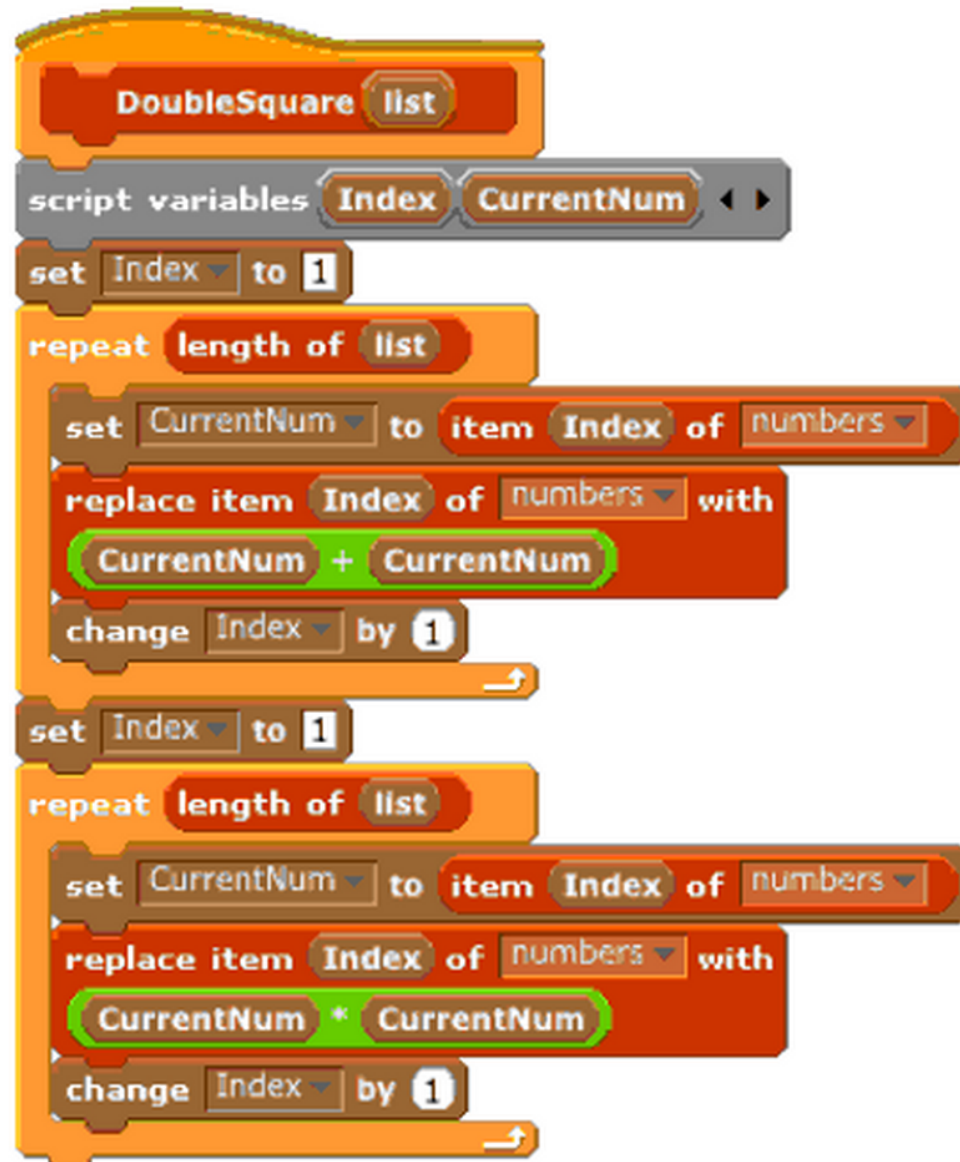 DoubleSquare list
script variables Index CurrentNum
set Index to 1
repeat length of list
set CurrentNum to item Index of numbers
replace item Index of numbers with
CurrentNum + CurrentNum
change Index by 1
set Index to 1
repeat length of list
set CurrentNum to item Index of numbers
replace item Index of numbers with
CurrentNum * CurrentNum
change Index by 1